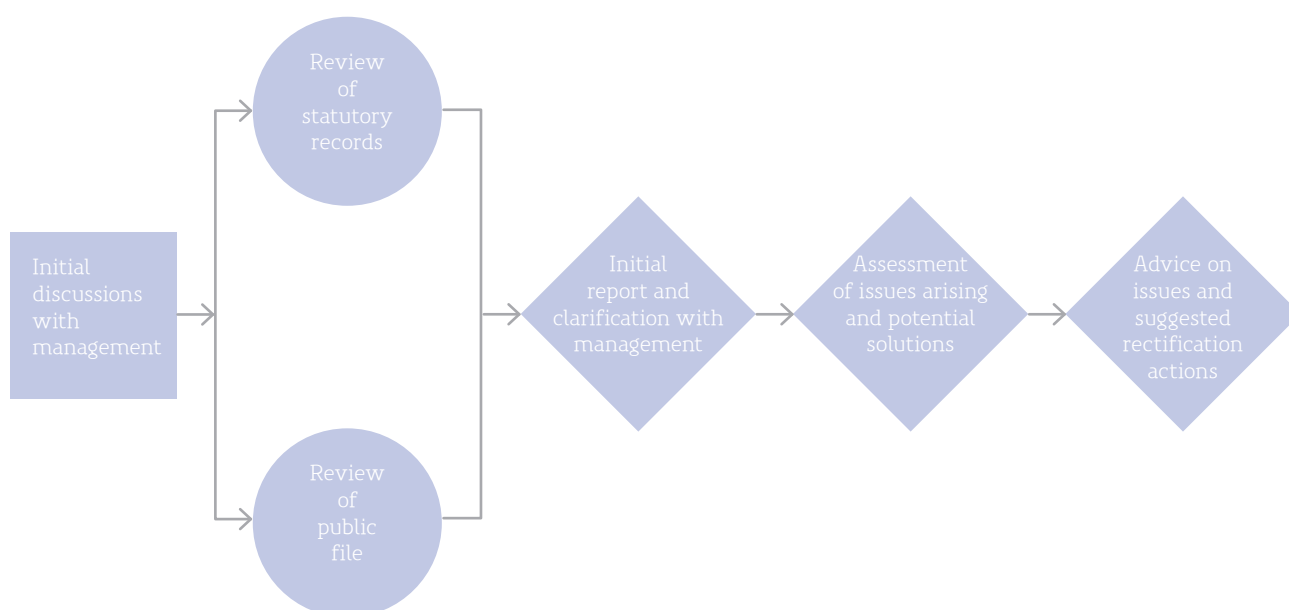 Initial
discussions
with
management
Review
of
statutory
records
Review
of
public
file
Initial
report and
clarification with
management
Assessment
of issues arising
and potential
solutions
Advice on
issues and
suggested
rectification
actions